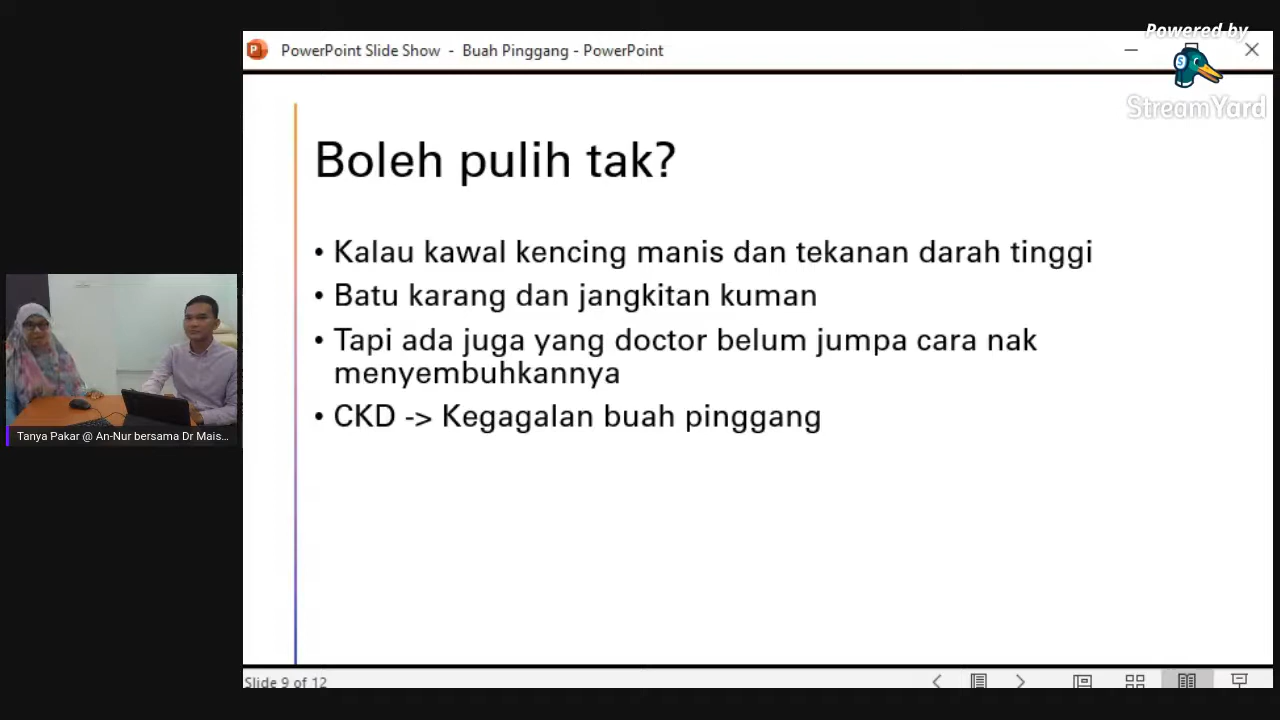 Powered by
StreamYard
PowerPoint Slide Show - Buah Pinggang - PowerPoint
Boleh pulih tak?
• Kalau kawal kencing manis dan tekanan darah tinggi
• Batu karang dan jangkitan kuman
• Tapi ada juga yang doctor belum jumpa cara nak
menyembuhkannya
• CKD -> Kegagalan buah pinggang
Tanya Pakar @ An-Nur bersama Dr Mais...
Slide 9 of 12